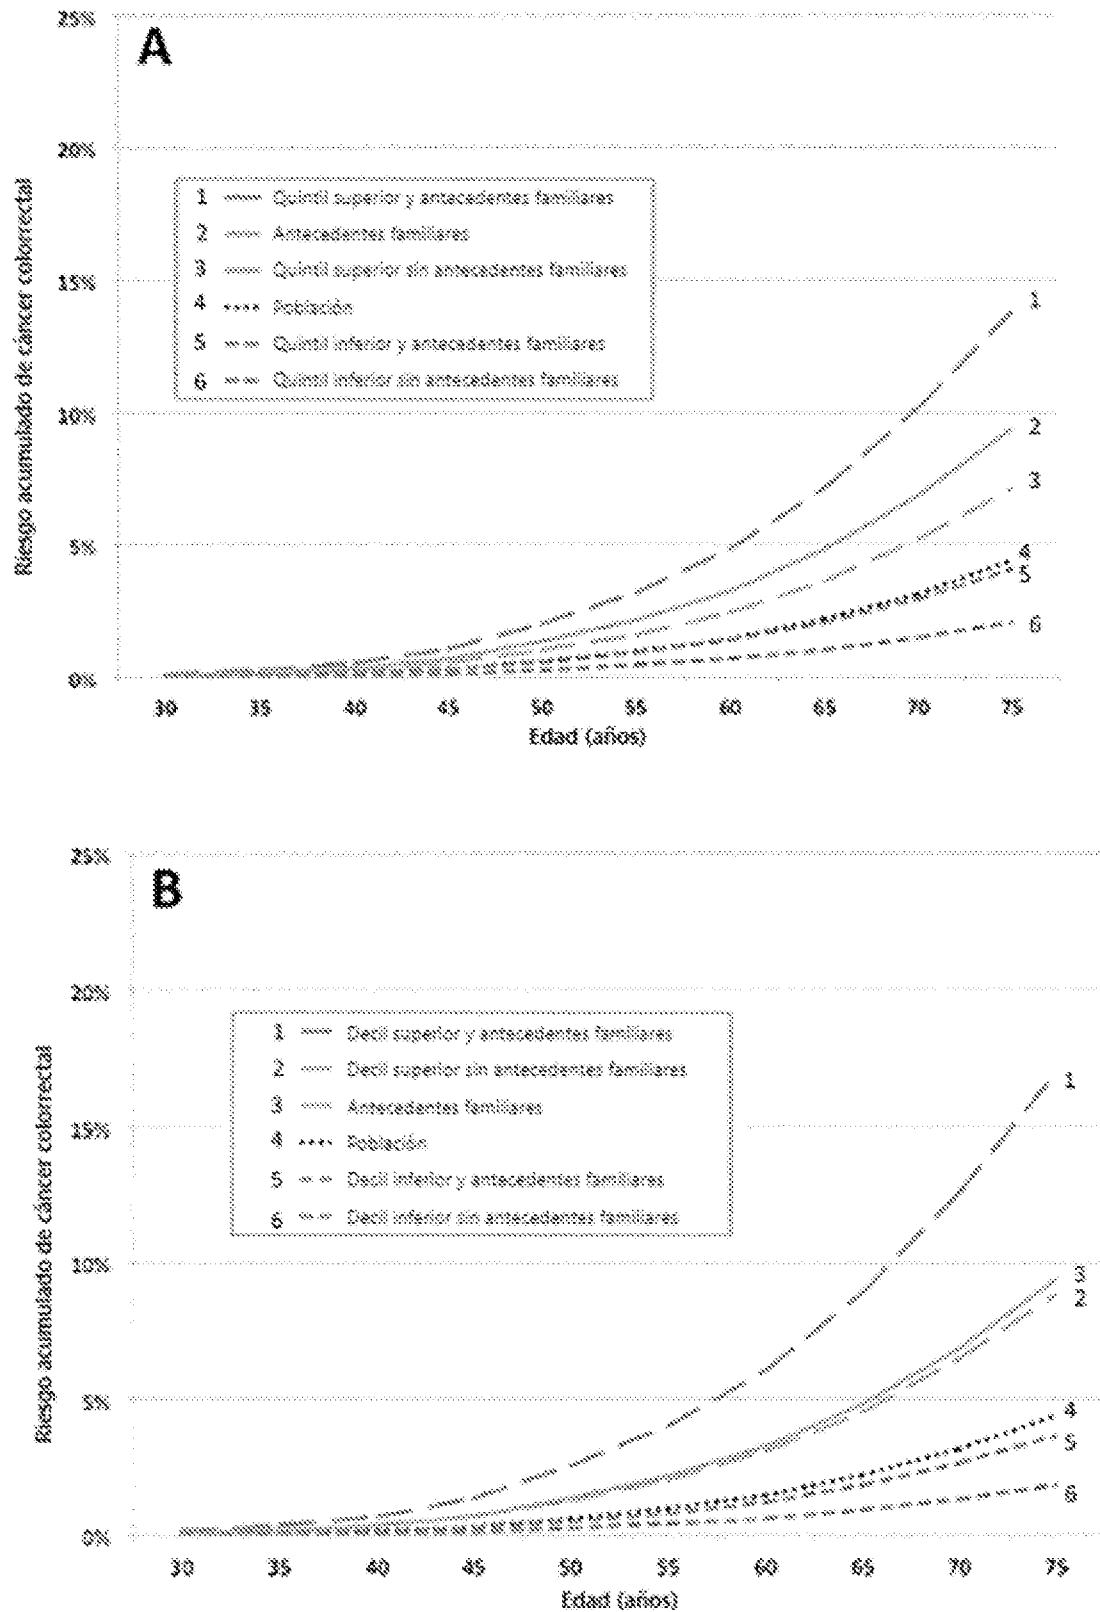 A
25%
20%
15%
10%
5%
0%
Riesgo acumulado de cáncer colorrectal
1 Quintil superior y antecedentes familiares
2 Antecedentes familiares
3 Quintil superior sin antecedentes familiares
4 Población
5 Quintil inferior y antecedentes familiares
6 Quintil inferior sin antecedentes familiares
1
2
3
4
5
6
30 35 40 45 50 55 60 65 70 75
Edad (años)
B
25%
20%
15%
10%
5%
0%
Riesgo acumulado de cáncer colorrectal
1 Decil superior y antecedentes familiares
2 Decil superior sin antecedentes familiares
3 Antecedentes familiares
4 Población
5 Decil inferior y antecedentes familiares
6 Decil inferior sin antecedentes familiares
1
3
2
4
5
6
30 35 40 45 50 55 60 65 70 75
Edad (años)